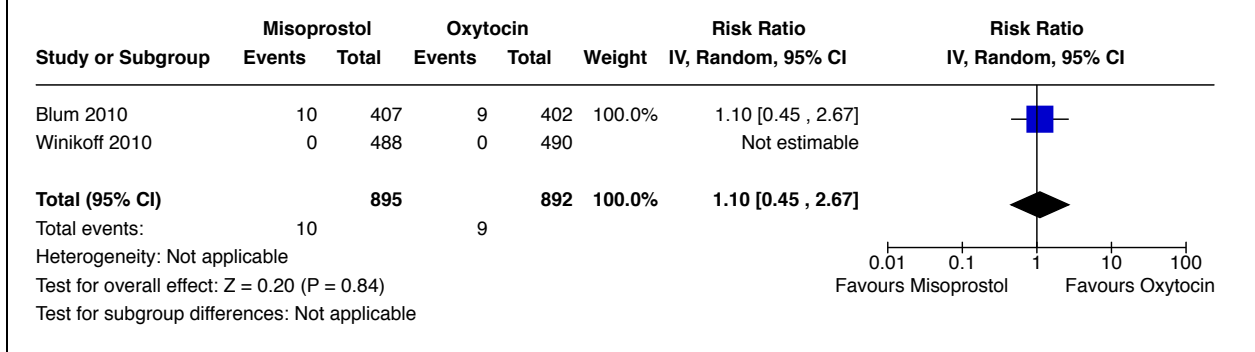 Misoprostol Oxytocin Risk Ratio Risk Ratio
Study or Subgroup Events Total Events Total Weight IV, Random, 95% CI IV, Random, 95% CI
Blum 2010 10 407 9 402 100.0% 1.10 [0.45 , 2.67]
Winikoff 2010 0 488 0 490 Not estimable
Total (95% CI) 895 892 100.0% 1.10 [0.45 , 2.67]
Total events: 10 9
Heterogeneity: Not applicable
0.01 0.1 1 10 100
Test for overall effect: Z = 0.20 (P = 0.84)
Favours Misoprostol Favours Oxytocin
Test for subgroup differences: Not applicable